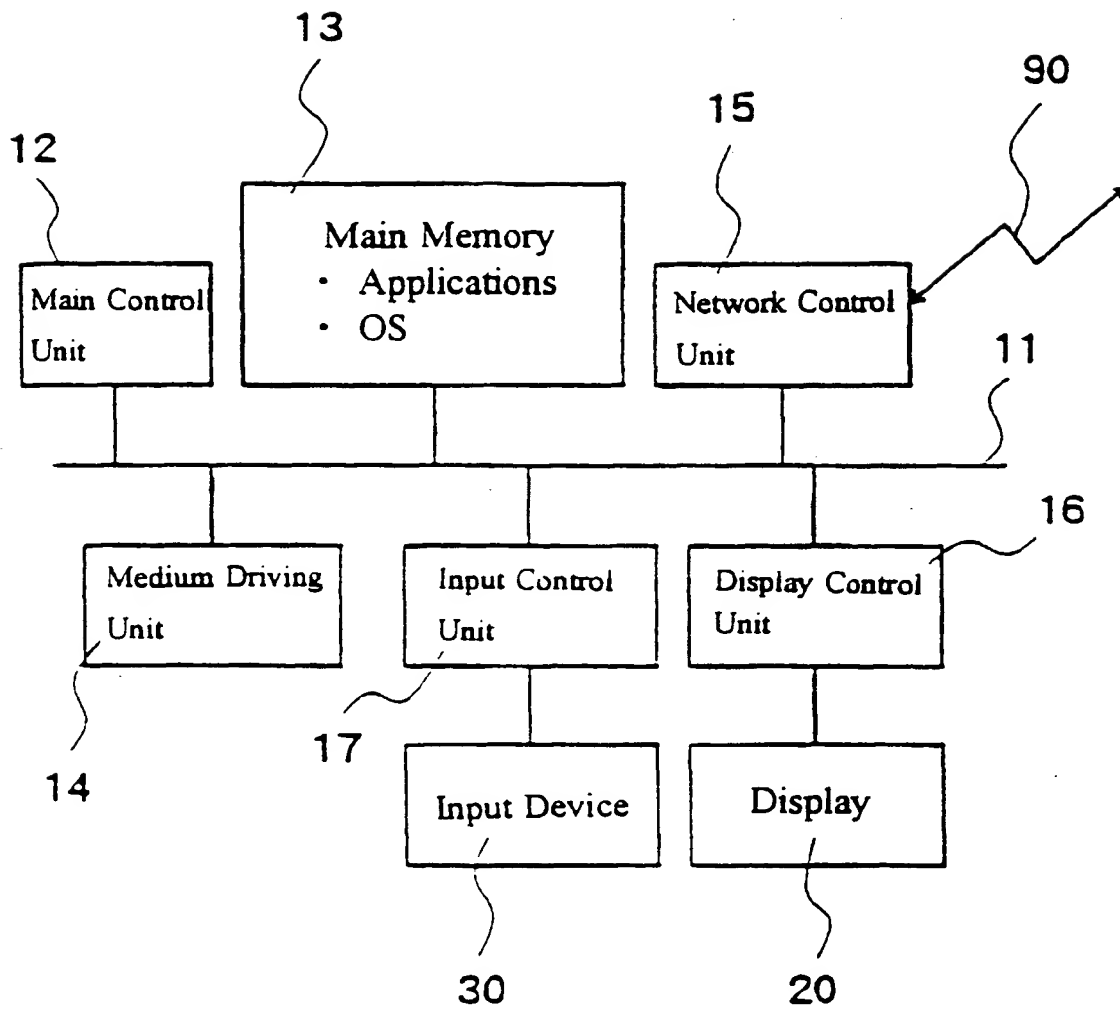 13
90
15
12
Main Memory
· Applications
· OS
Main Control
Unit
Network Control
Unit
11
16
Medium Driving
Unit
Input Control
Unit
Display Control
Unit
17
14
Input Device
Display
30
20